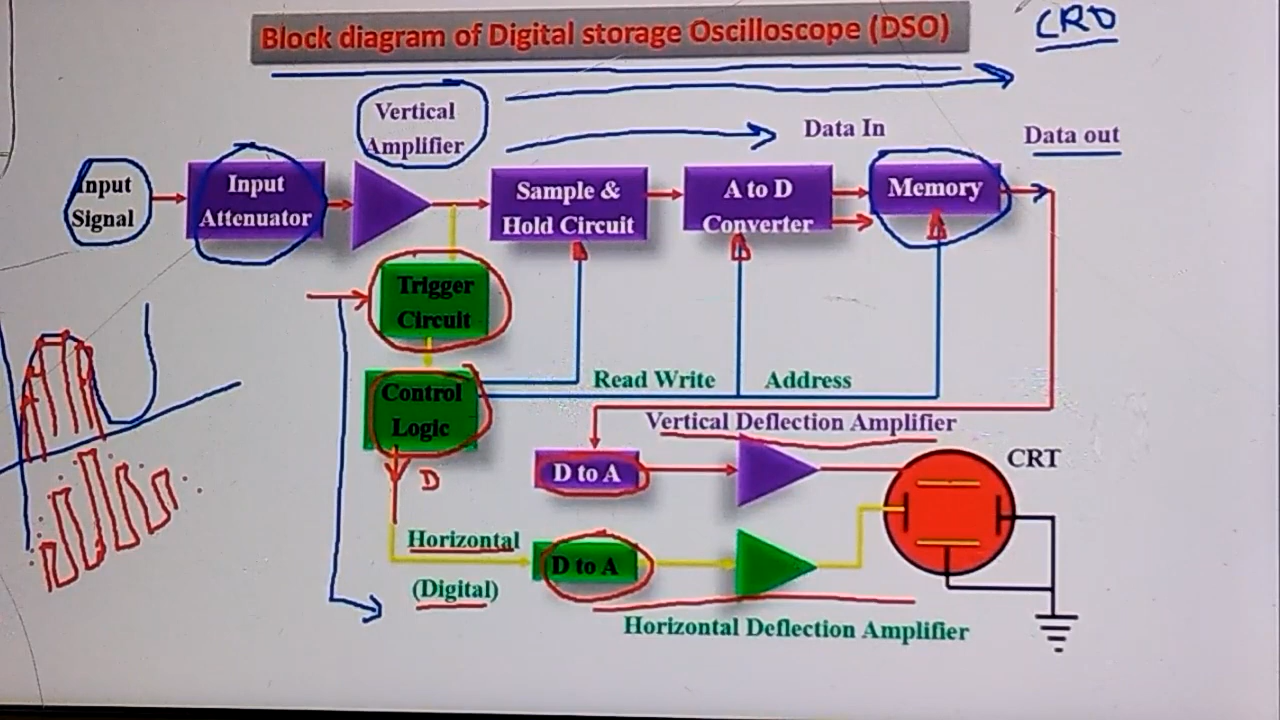 Block diagram of Digital storage Oscilloscope (DSO)
CRO
Vertical
Amplifier
Data In
Data out
Input
Signal
Input
Attenuator
Sample &
Hold Circuit
A to D
Converter
Memory
Trigger
Circuit
Control
Logic
Read Write
Address
Vertical Deflection Amplifier
D to A
CRT
D
Horizontal
(Digital)
D to A
Horizontal Deflection Amplifier